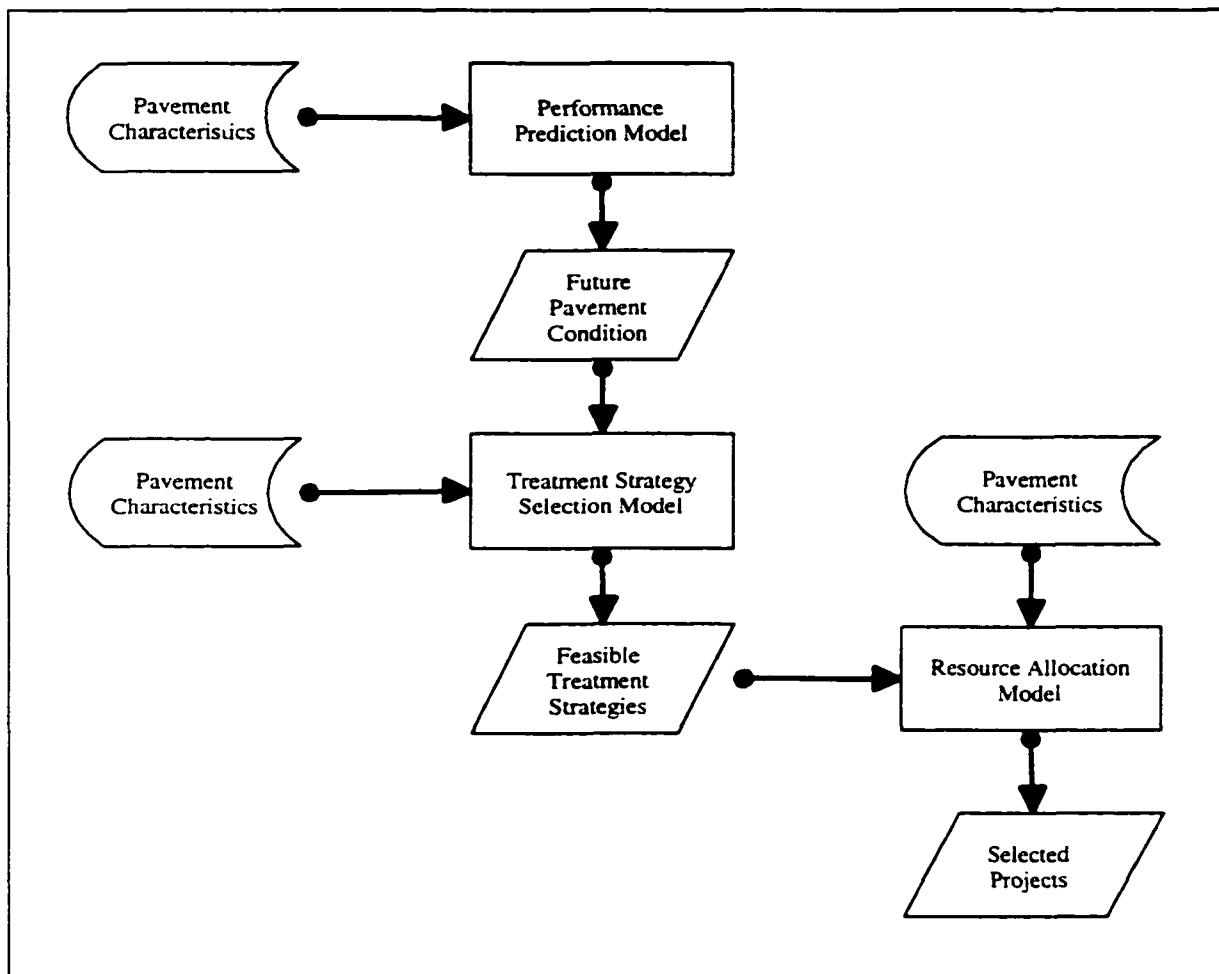 Pavement
Characteristics
Performance
Prediction Model
Future
Pavement
Condition
Pavement
Characteristics
Treatment Strategy
Selection Model
Pavement
Characteristics
Feasible
Treatment
Strategies
Resource Allocation
Model
Selected
Projects